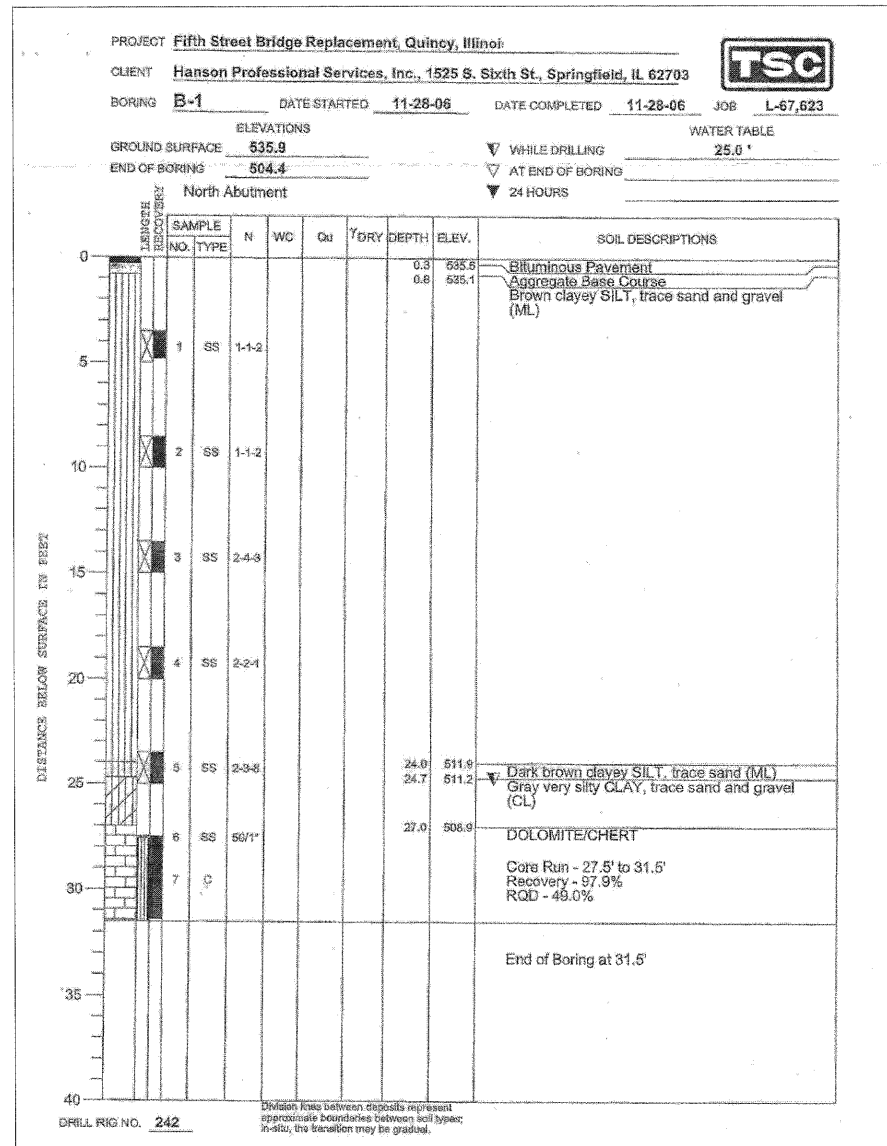 PROJECT Fifth Street Bridge Replacement, Quincy, Illinoi
TSC
CLIENT Hanson Professional Services, Inc., 1525 S. Sixth St., Springfield, IL 62703
BORING B-1 DATE STARTED 11-28-06 DATE COMPLETED 11-28-06 JOB L-67,623
ELEVATIONS WATER TABLE
GROUND SURFACE 535.9 WHILE DRILLING 25.0 '
END OF BORING 504.4 AT END OF BORING
North Abutment 24 HOURS
LENGTH
RECOVERY
SAMPLE
NO. TYPE N WC Qu γDRY DEPTH ELEV. SOIL DESCRIPTIONS
DISTANCE BELOW SURFACE IN FEET
0
0.3 535.6 Bituminous Pavement
0.8 535.1 Aggregate Base Course
Brown clayey SILT, trace sand and gravel
(ML)
1 SS 1-1-2
5
2 SS 1-1-2
10
3 SS 2-4-3
15
4 SS 2-2-1
20
24.0 511.9
5 SS 2-3-8 Dark brown clayey SILT, trace sand (ML)
25 24.7 511.2 Gray very silty CLAY, trace sand and gravel
(CL)
27.0 508.9
6 SS 50/1" DOLOMITE/CHERT
Core Run - 27.5' to 31.5'
7 C Recovery - 97.9%
30 RQD - 49.0%
End of Boring at 31.5'
35
40
DRILL RIG NO. 242
Division lines between deposits represent
approximate boundaries between soil types;
in-situ, the transition may be gradual.